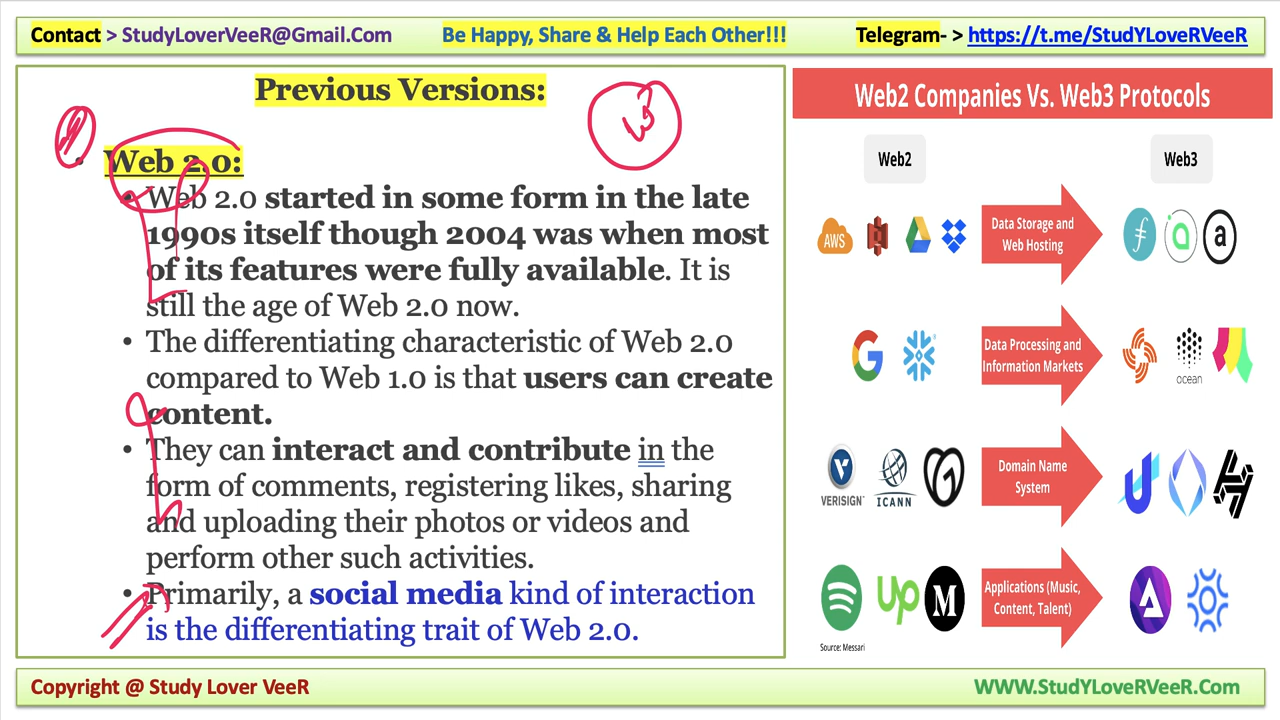 Contact > StudyLoverVeeR@Gmail.Com
Be Happy, Share & Help Each Other!!!
Telegram- > https://t.me/StudYLoveRVeeR
Previous Versions:
Web 2.0:
• Web 2.0 started in some form in the late
1990s itself though 2004 was when most
of its features were fully available. It is
still the age of Web 2.0 now.
• The differentiating characteristic of Web 2.0
compared to Web 1.0 is that users can create
content.
• They can interact and contribute in the
form of comments, registering likes, sharing
and uploading their photos or videos and
perform other such activities.
• Primarily, a social media kind of interaction
is the differentiating trait of Web 2.0.
Web2 Companies Vs. Web3 Protocols
Web2
Web3
AWS
Data Storage and
Web Hosting
a
a
G
Data Processing and
Information Markets
ocean
VERISIGN
ICANN
Domain Name
System
up
M
Applications (Music,
Content, Talent)
Source: Messari
Copyright @ Study Lover VeeR
WWW.StudYLoveRVeeR.Com